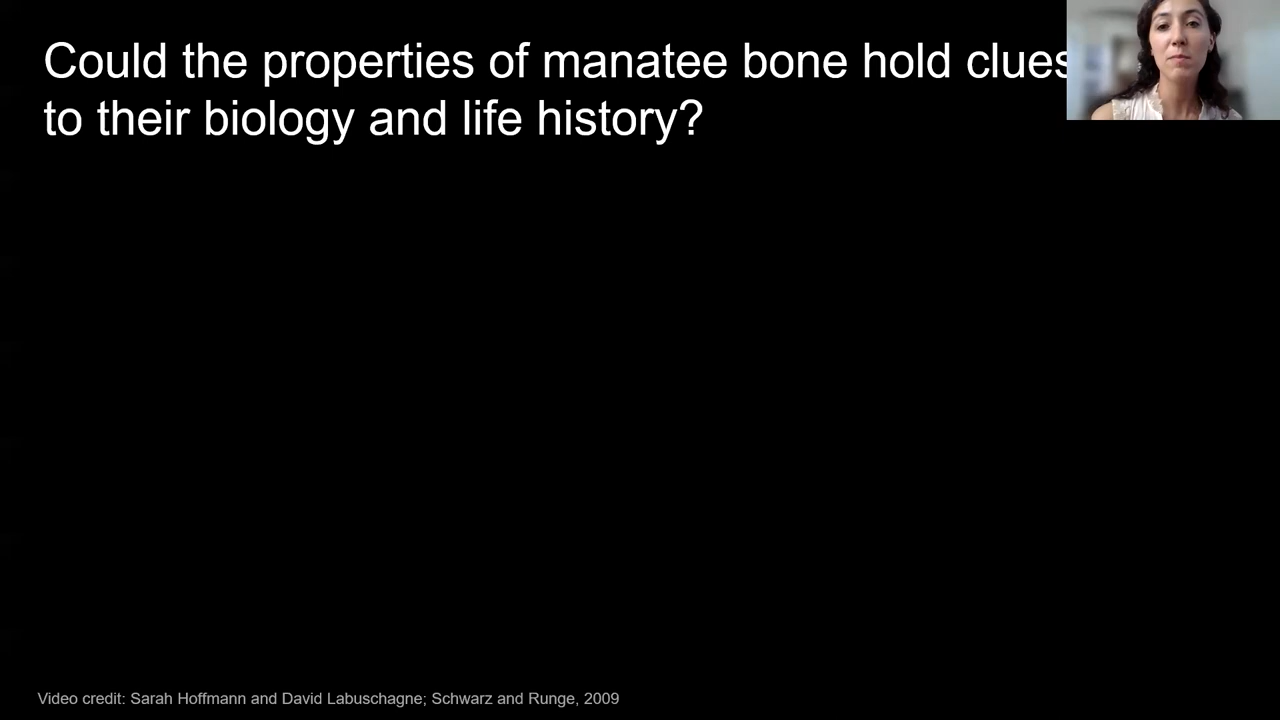 Could the properties of manatee bone hold clues
to their biology and life history?
Video credit: Sarah Hoffmann and David Labuschagne; Schwarz and Runge, 2009